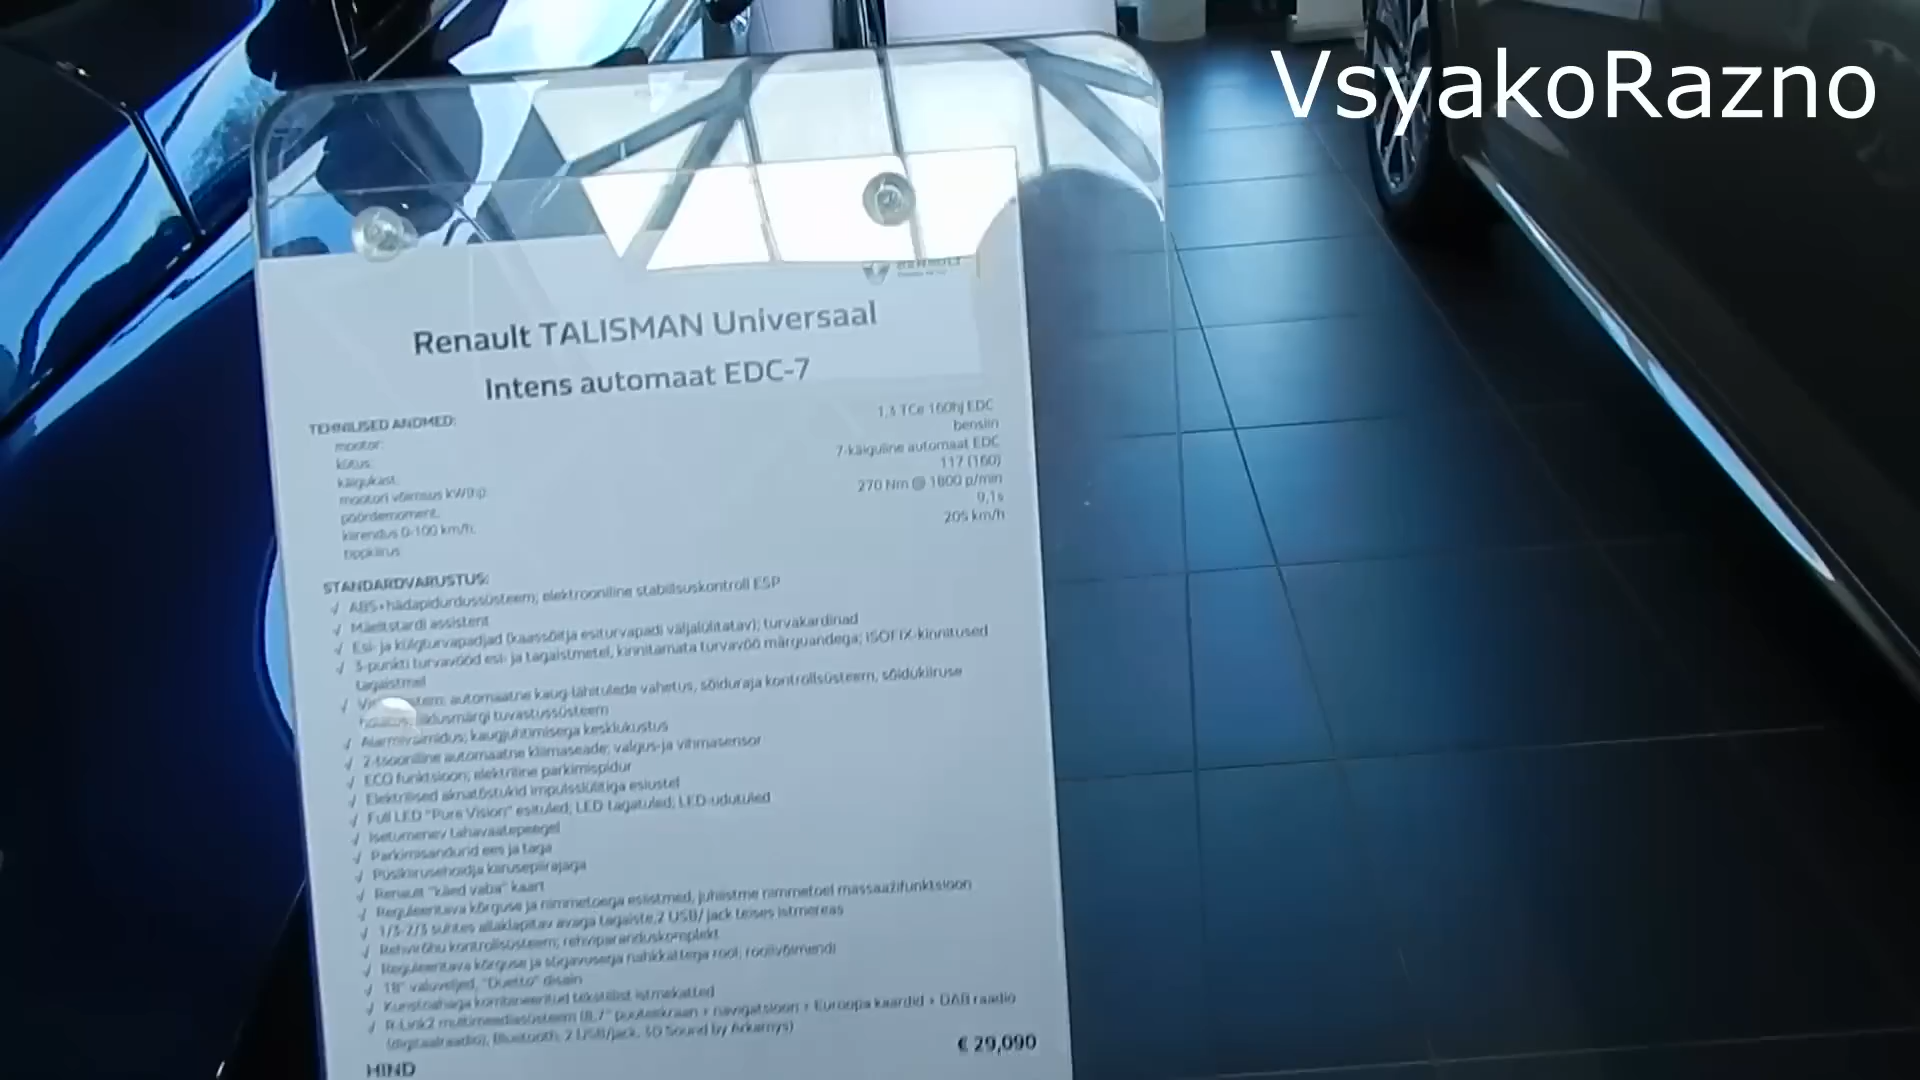 VsyakoRazno
RENAULT
Renault TALISMAN Universaal
Intens automaat EDC-7
TEHNILISED ANDMED:
mootor: 1,3 TCe 160hj EDC
kütus: bensiin
käigukast: 7-käiguline automaat EDC
mootori võimsus kW(hj) 117 (160)
pöördemoment: 270 Nm @ 1800 p/min
kiirendus 0-100 km/h: 9,1s
tippkiirus 205 km/h
STANDARDVARUSTUS:
√ ABS+hädapidurdussüsteem; elektrooniline stabiilsuskontroll ESP
√ Mäeltstardi assistent
√ Esi- ja külgturvapadjad (kaassõitja esiturvapadi väljalülitatav); turvakardinad
√ 3-punkti turvavööd esi- ja tagaistmetel, kinnitamata turvavöö märguandega; ISOFIX-kinnitused
tagaistmel
√ automaatne kaug-lähitulede vahetus, sõiduraja kontrollsüsteem, sõidukiiruse
liiklusmärgi tuvastussüsteem
√ Alarmivalmidus; kaugjuhtimisega kesklukustus
√ 2-tsooniline automaatne kliimaseade; valgus-ja vihmasensor
√ ECO funktsioon; elektriline parkimispidur
√ Elektrilised aknatõstukid impulsslülitiga esiustel
√ Full LED "Pure Vision" esituled; LED-tagatuled; LED-udutuled
√ Isetumenev tahavaatepeegel
√ Parkimisandurid ees ja taga
√ Püsikiirusehoidja kiirusepiirajaga
√ Renault "käed vaba" kaart
√ Reguleeritava kõrguse ja nimmetoega esiistmed, juhiistme nimmetoel massaažifunktsioon
√ 1/3-2/3 suhtes allaklapitav avaga tagaiste,2 USB/ jack teises istmereas
√ Rehvirõhu kontrollsüsteem; rehviparanduskomplekt
√ Reguleeritava kõrguse ja sügavusega nahkkattega rool; roolivõimendi
√ 18" valuveljed, "Duetto" disain
√ Kunstnahaga kombineeritud tekstiilist istmekatted
√ R-Link2 multimeediasüsteem (8,7" puuteekraan + navigatsioon + Euroopa kaardid + DAB raadio
(digitaalraadio), Bluetooth, 2 USB/jack, 3D Sound by Arkamys)
HIND € 29,090